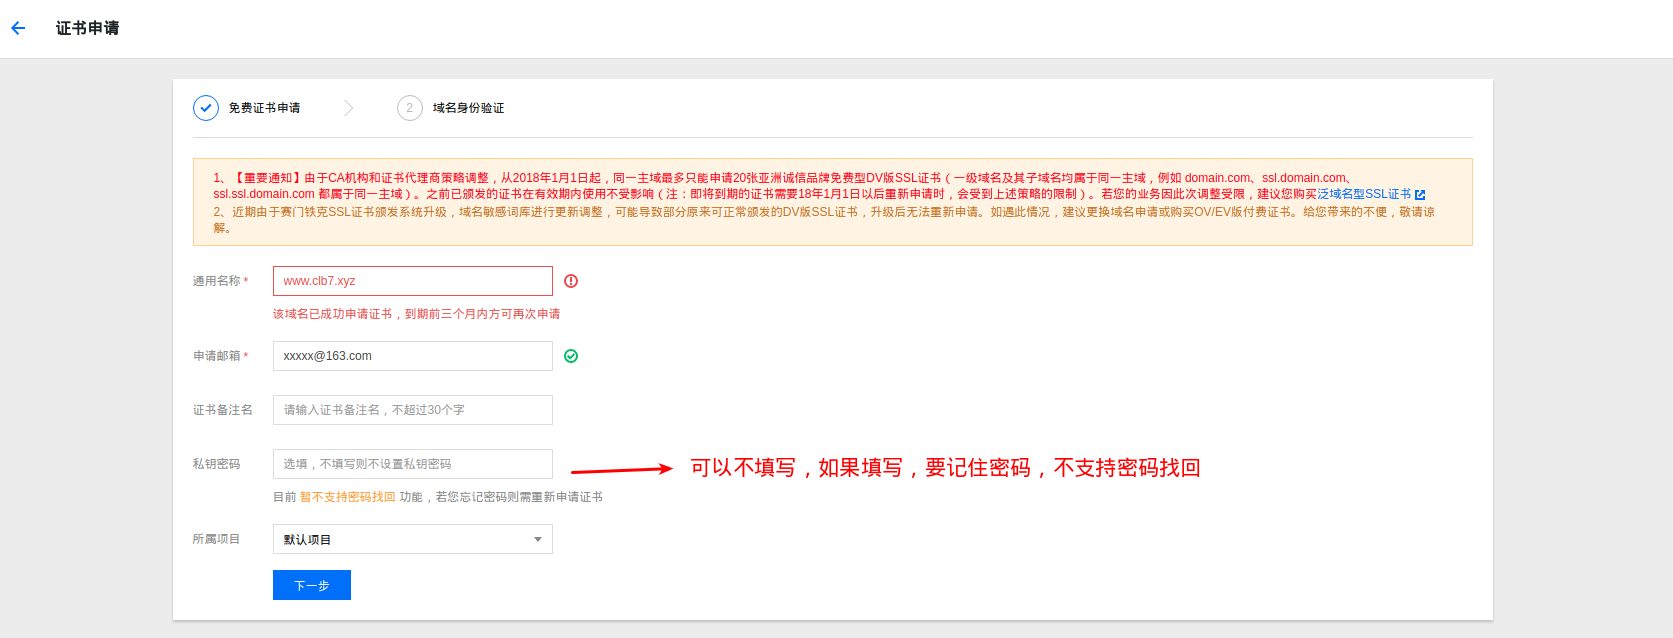 证书申请
免费证书申请
2 域名身份验证
1、【重要通知】由于CA机构和证书代理商策略调整，从2018年1月1日起，同一主域最多只能申请20张亚洲诚信品牌免费型DV版SSL证书（一级域名及其子域名均属于同一主域，例如 domain.com、ssl.domain.com、
ssl.ssl.domain.com 都属于同一主域）。之前已颁发的证书在有效期内使用不受影响（注：即将到期的证书需要18年1月1日以后重新申请时，会受到上述策略的限制）。若您的业务因此次调整受限，建议您购买泛域名型SSL证书
2、近期由于赛门铁克SSL证书颁发系统升级，域名敏感词库进行更新调整，可能导致部分原来可正常颁发的DV版SSL证书，升级后无法重新申请。如遇此情况，建议更换域名申请或购买OV/EV版付费证书。给您带来的不便，敬请谅
解。
通用名称 * www.clb7.xyz
该域名已成功申请证书，到期前三个月内方可再次申请
申请邮箱 * xxxxx@163.com
证书备注名 请输入证书备注名，不超过30个字
私钥密码 选填，不填写则不设置私钥密码
可以不填写，如果填写，要记住密码，不支持密码找回
目前 暂不支持密码找回 功能，若您忘记密码则需重新申请证书
所属项目 默认项目
下一步